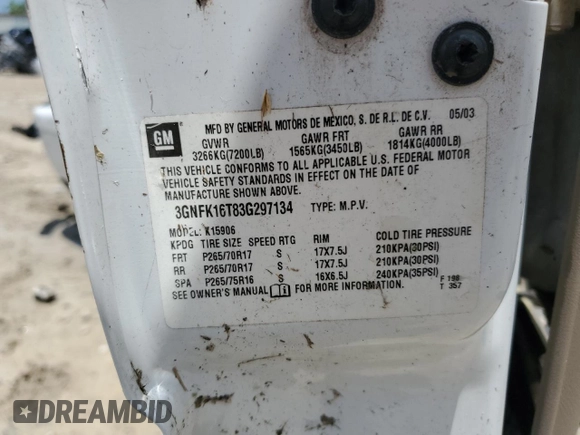 GM
MFD BY GENERAL MOTORS DE MEXICO, S. DE R.L. DE C.V. 05/03
GVWR GAWR FRT GAWR RR
3266KG(7200LB) 1565KG(3450LB) 1814KG(4000LB)
THIS VEHICLE CONFORMS TO ALL APPLICABLE U.S. FEDERAL MOTOR
VEHICLE SAFETY STANDARDS IN EFFECT ON THE DATE OF
MANUFACTURE SHOWN ABOVE.
3GNFK16T83G297134 TYPE: M.P.V.
MODEL: K15906
KPDG TIRE SIZE SPEED RTG RIM COLD TIRE PRESSURE
FRT P265/70R17 S 17X7.5J 210KPA(30PSI)
RR P265/70R17 S 17X7.5J 210KPA(30PSI)
SPA P265/75R16 S 16X6.5J 240KPA(35PSI)
SEE OWNER'S MANUAL FOR MORE INFORMATION.
F 198
T 357
DREAMBID